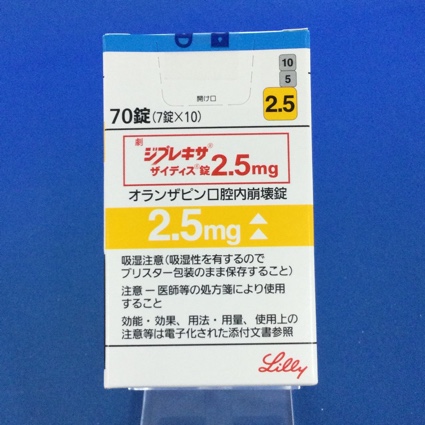 10
5
2.5
開け口
70錠(7錠×10)
劇
ジプレキサ®
ザイディス®錠2.5mg
オランザピン口腔内崩壊錠
2.5mg
吸湿注意(吸湿性を有するので
ブリスター包装のまま保存すること)
注意-医師等の処方箋により使用
すること
効能・効果、用法・用量、使用上の
注意等は電子化された添付文書参照
Lilly